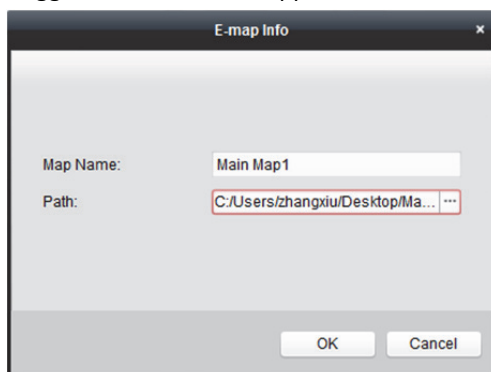 E-map Info ×
Map Name: Main Map1
Path: C:/Users/zhangxiu/Desktop/Ma... ...
OK Cancel